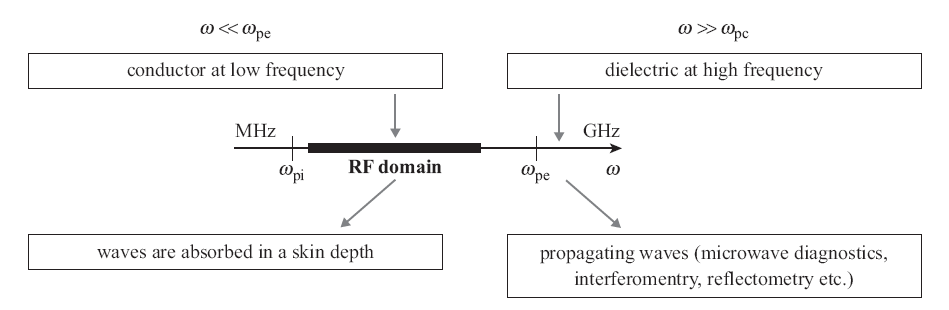 ω << ω_pe
ω >> ω_pc
conductor at low frequency
dielectric at high frequency
MHz
GHz
ω_pi
RF domain
ω_pe
ω
waves are absorbed in a skin depth
propagating waves (microwave diagnostics,
interferomentry, reflectometry etc.)